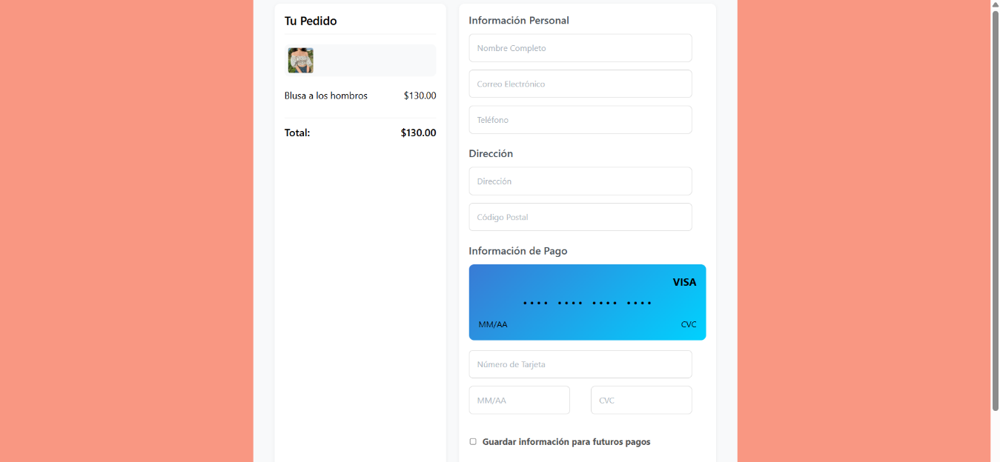 Tu Pedido
Blusa a los hombros $130.00
Total: $130.00
Información Personal
Nombre Completo
Correo Electrónico
Teléfono
Dirección
Dirección
Código Postal
Información de Pago
VISA
•••• •••• •••• ••••
MM/AA CVC
Número de Tarjeta
MM/AA CVC
Guardar información para futuros pagos